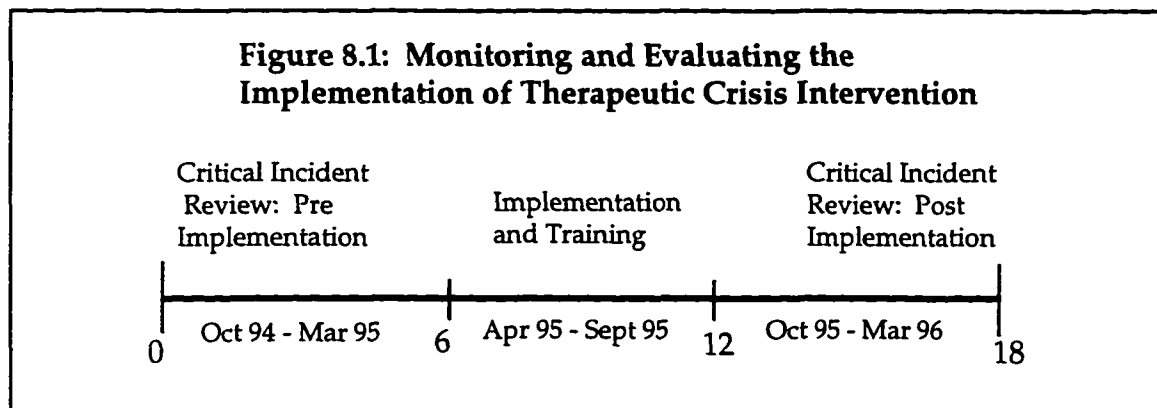 Figure 8.1: Monitoring and Evaluating the
Implementation of Therapeutic Crisis Intervention
Critical Incident
Review: Pre
Implementation
Implementation
and Training
Critical Incident
Review: Post
Implementation
Oct 94 - Mar 95
Apr 95 - Sept 95
Oct 95 - Mar 96
0
6
12
18